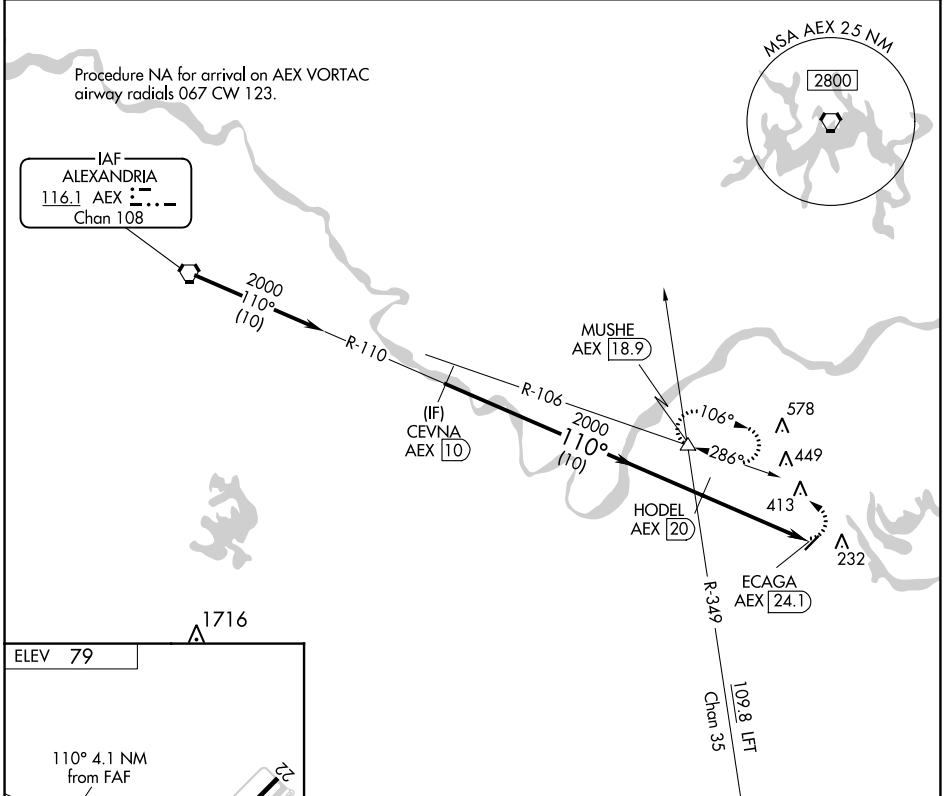 MSA AEX 25 NM
2800
Procedure NA for arrival on AEX VORTAC
airway radials 067 CW 123.
IAF
ALEXANDRIA
116.1 AEX
Chan 108
2000
110°
(10)
R-110
MUSHE
AEX 18.9
R-106
(IF)
CEVNA
AEX 10
2000
110°
(10)
106°
286°
578
449
413
232
HODEL
AEX 20
ECAGA
AEX 24.1
R-349
109.8 LFT
Chan 35
1716
ELEV 79
110° 4.1 NM
from FAF
22